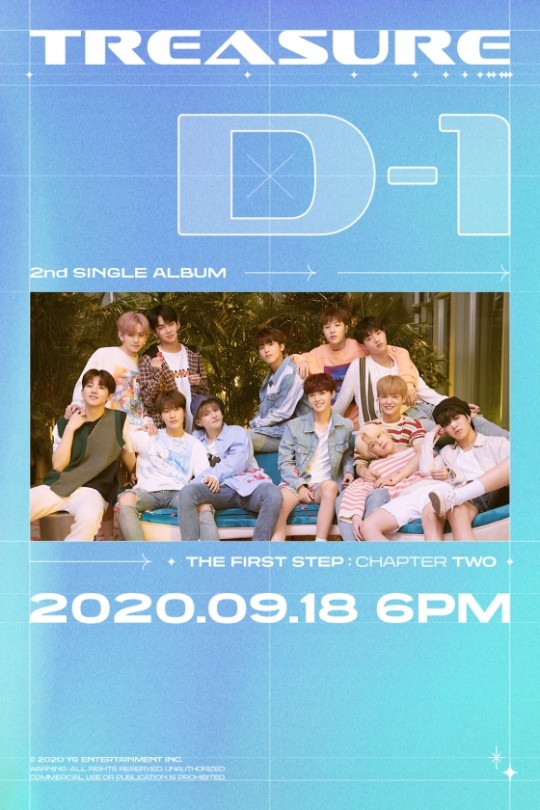 TREASURE
D-1
2nd SINGLE ALBUM
THE FIRST STEP : CHAPTER TWO
2020.09.18 6PM
© 2020 YG ENTERTAINMENT INC.
WARNING: ALL RIGHTS RESERVED. UNAUTHORIZED
COMMERCIAL USE OR PUBLICATION IS PROHIBITED.